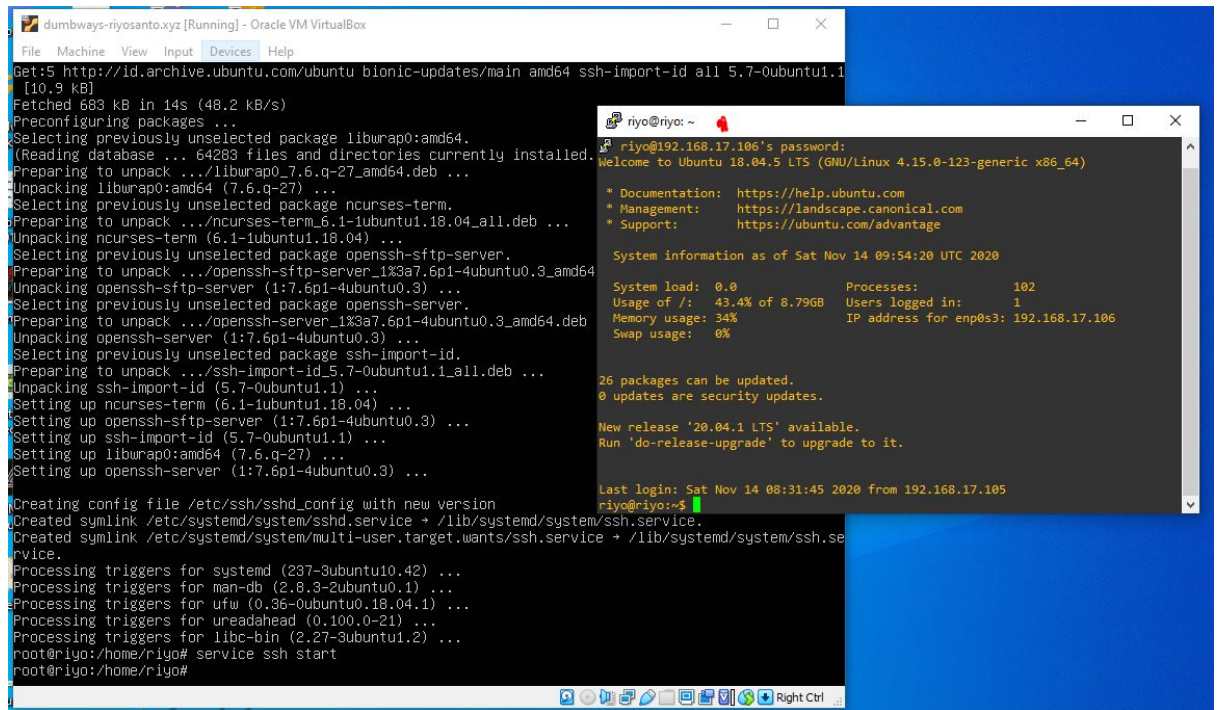 dumbways-riyosanto.xyz [Running] - Oracle VM VirtualBox
File Machine View Input Devices Help
Get:5 http://id.archive.ubuntu.com/ubuntu bionic-updates/main amd64 ssh-import-id all 5.7-0ubuntu1.1
[10.9 kB]
Fetched 683 kB in 14s (48.2 kB/s)
Preconfiguring packages ...
Selecting previously unselected package libwrap0:amd64.
(Reading database ... 64283 files and directories currently installed.
Preparing to unpack .../libwrap0_7.6.q-27_amd64.deb ...
Unpacking libwrap0:amd64 (7.6.q-27) ...
Selecting previously unselected package ncurses-term.
Preparing to unpack .../ncurses-term_6.1-1ubuntu1.18.04_all.deb ...
Unpacking ncurses-term (6.1-1ubuntu1.18.04) ...
Selecting previously unselected package openssh-sftp-server.
Preparing to unpack .../openssh-sftp-server_1%3a7.6p1-4ubuntu0.3_amd64
Unpacking openssh-sftp-server (1:7.6p1-4ubuntu0.3) ...
Selecting previously unselected package openssh-server.
Preparing to unpack .../openssh-server_1%3a7.6p1-4ubuntu0.3_amd64.deb
Unpacking openssh-server (1:7.6p1-4ubuntu0.3) ...
Selecting previously unselected package ssh-import-id.
Preparing to unpack .../ssh-import-id_5.7-0ubuntu1.1_all.deb ...
Unpacking ssh-import-id (5.7-0ubuntu1.1) ...
Setting up ncurses-term (6.1-1ubuntu1.18.04) ...
Setting up openssh-sftp-server (1:7.6p1-4ubuntu0.3) ...
Setting up ssh-import-id (5.7-0ubuntu1.1) ...
Setting up libwrap0:amd64 (7.6.q-27) ...
Setting up openssh-server (1:7.6p1-4ubuntu0.3) ...
Creating config file /etc/ssh/sshd_config with new version
Created symlink /etc/systemd/system/sshd.service → /lib/systemd/system/ssh.service.
Created symlink /etc/systemd/system/multi-user.target.wants/ssh.service → /lib/systemd/system/ssh.se
rvice.
Processing triggers for systemd (237-3ubuntu10.42) ...
Processing triggers for man-db (2.8.3-2ubuntu0.1) ...
Processing triggers for ufw (0.36-0ubuntu0.18.04.1) ...
Processing triggers for ureadahead (0.100.0-21) ...
Processing triggers for libc-bin (2.27-3ubuntu1.2) ...
root@riyo:/home/riyo# service ssh start
root@riyo:/home/riyo#
Right Ctrl
riyo@riyo: ~
riyo@192.168.17.106's password:
Welcome to Ubuntu 18.04.5 LTS (GNU/Linux 4.15.0-123-generic x86_64)
* Documentation: https://help.ubuntu.com
* Management: https://landscape.canonical.com
* Support: https://ubuntu.com/advantage
System information as of Sat Nov 14 09:54:20 UTC 2020
System load: 0.0 Processes: 102
Usage of /: 43.4% of 8.79GB Users logged in: 1
Memory usage: 34% IP address for enp0s3: 192.168.17.106
Swap usage: 0%
26 packages can be updated.
0 updates are security updates.
New release '20.04.1 LTS' available.
Run 'do-release-upgrade' to upgrade to it.
Last login: Sat Nov 14 08:31:45 2020 from 192.168.17.105
riyo@riyo:~$